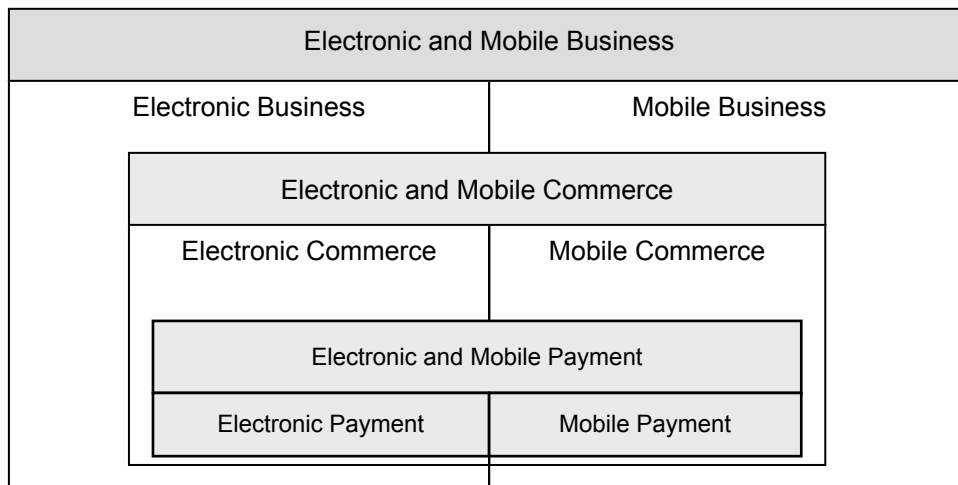 Electronic and Mobile Business
Electronic Business
Mobile Business
Electronic and Mobile Commerce
Electronic Commerce
Mobile Commerce
Electronic and Mobile Payment
Electronic Payment
Mobile Payment